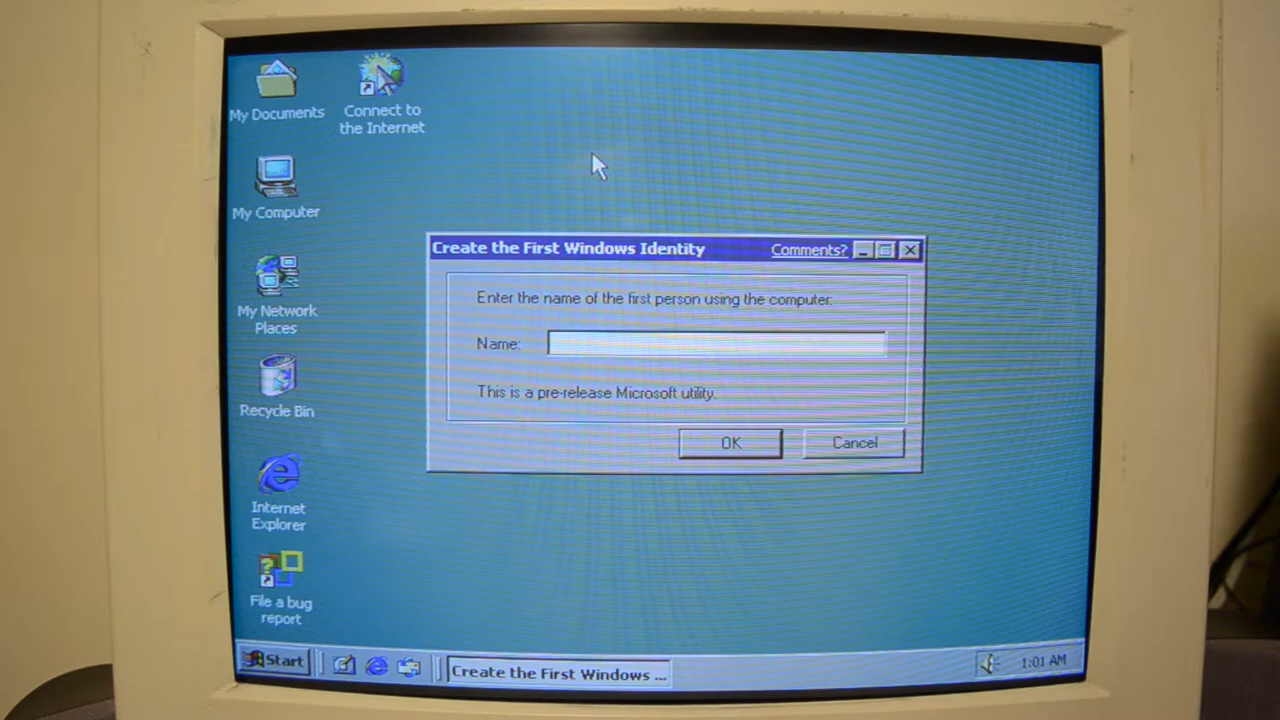 My Documents
Connect to
the Internet
My Computer
My Network
Places
Recycle Bin
Internet
Explorer
File a bug
report
Create the First Windows Identity
Comments?
Enter the name of the first person using the computer:
Name:
This is a pre-release Microsoft utility.
OK
Cancel
Start
Create the First Windows ...
1:01 AM